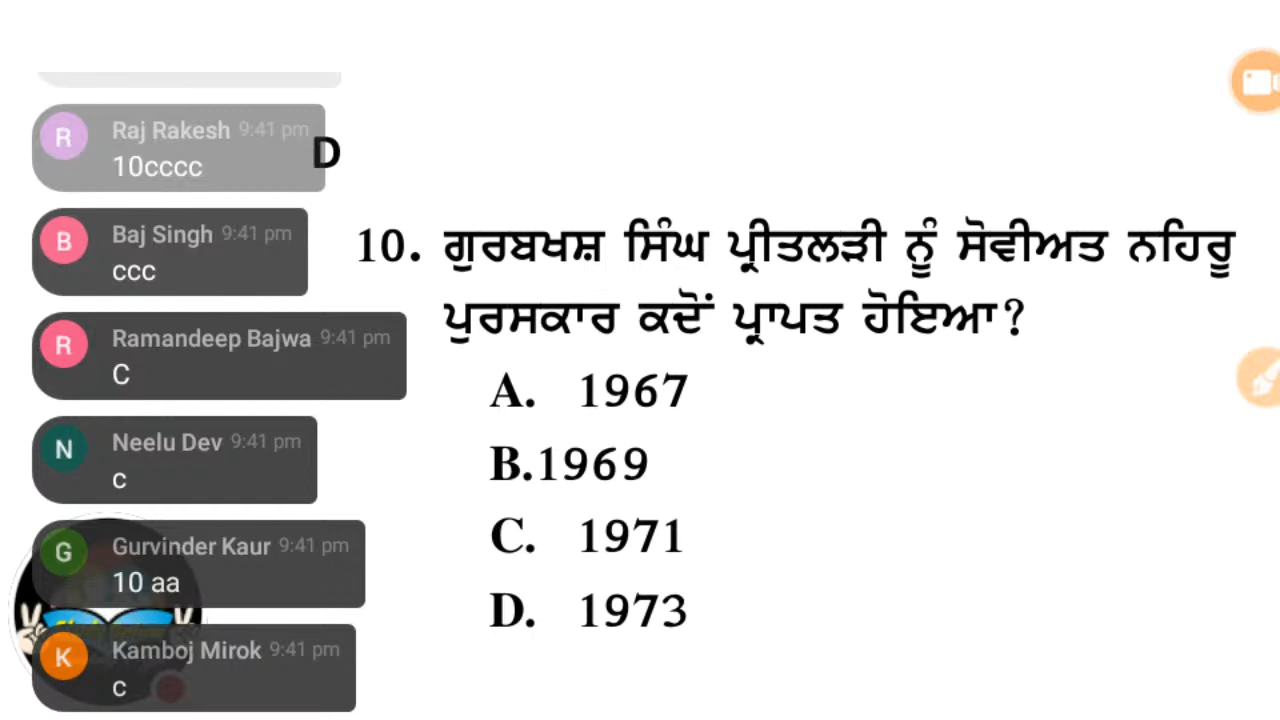 Raj Rakesh 9:41 pm
10cccc
D
Baj Singh 9:41 pm
ccc
Ramandeep Bajwa 9:41 pm
C
Neelu Dev 9:41 pm
c
Gurvinder Kaur 9:41 pm
10 aa
Kamboj Mirok 9:41 pm
c
R
B
R
N
G
K
10. ਗੁਰਬਖਸ਼ ਸਿੰਘ ਪ੍ਰੀਤਲੜੀ ਨੂੰ ਸੋਵੀਅਤ ਨਹਿਰੂ
ਪੁਰਸਕਾਰ ਕਦੋਂ ਪ੍ਰਾਪਤ ਹੋਇਆ?
A. 1967
B.1969
C. 1971
D. 1973